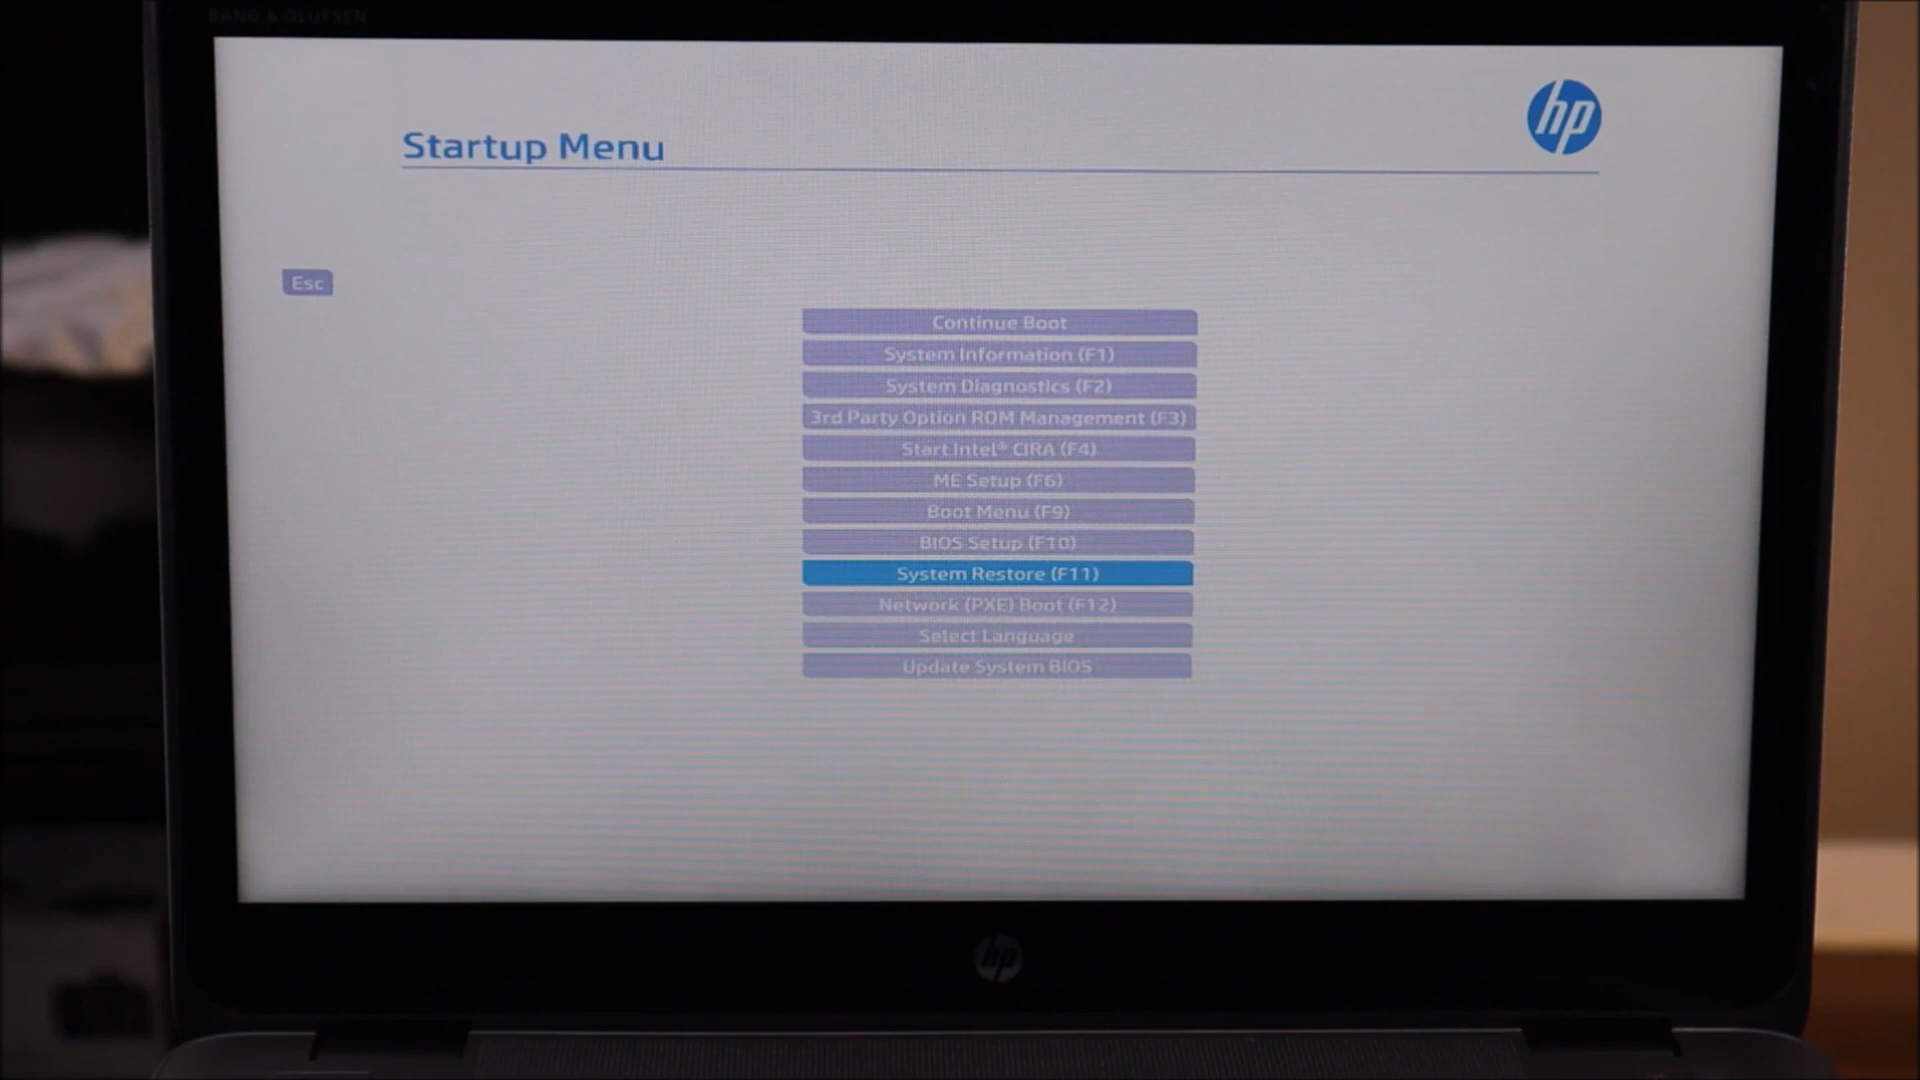 BANG & OLUFSEN
hp
Startup Menu
Esc
Continue Boot
System Information (F1)
System Diagnostics (F2)
3rd Party Option ROM Management (F3)
Start Intel® CIRA (F4)
ME Setup (F6)
Boot Menu (F9)
BIOS Setup (F10)
System Restore (F11)
Network (PXE) Boot (F12)
Select Language
Update System BIOS
hp